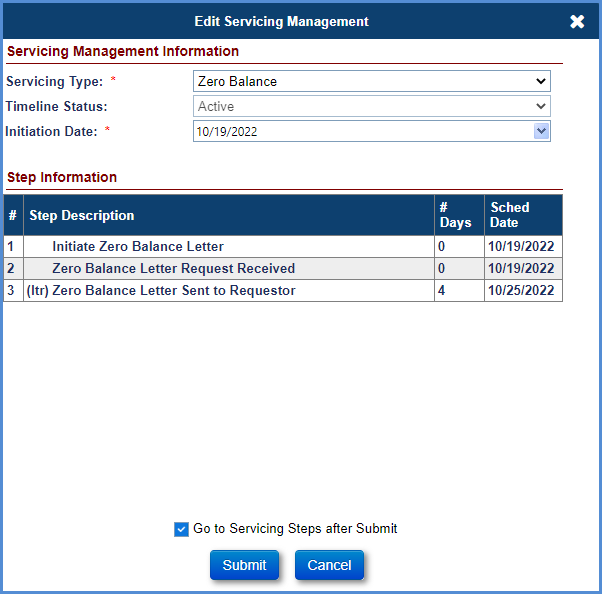 Edit Servicing Management
Servicing Management Information
Servicing Type: * Zero Balance
Timeline Status: Active
Initiation Date: * 10/19/2022
Step Information
# Step Description # Days Sched Date
1 Initiate Zero Balance Letter 0 10/19/2022
2 Zero Balance Letter Request Received 0 10/19/2022
3 (ltr) Zero Balance Letter Sent to Requestor 4 10/25/2022
Go to Servicing Steps after Submit
Submit Cancel